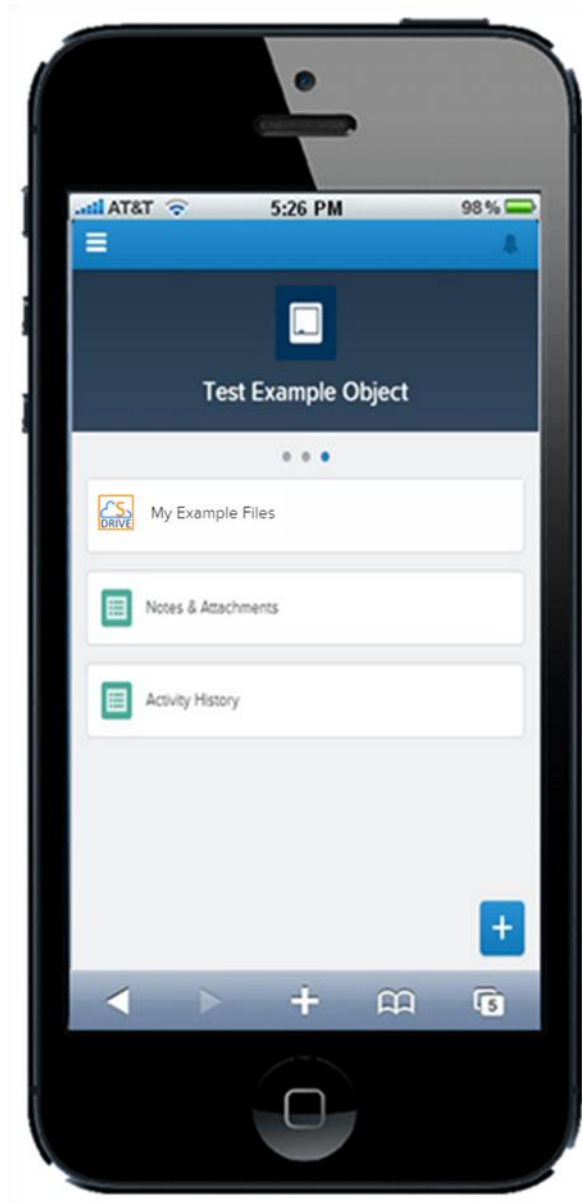 AT&T 5:26 PM 98%
Test Example Object
S DRIVE My Example Files
Notes & Attachments
Activity History
5